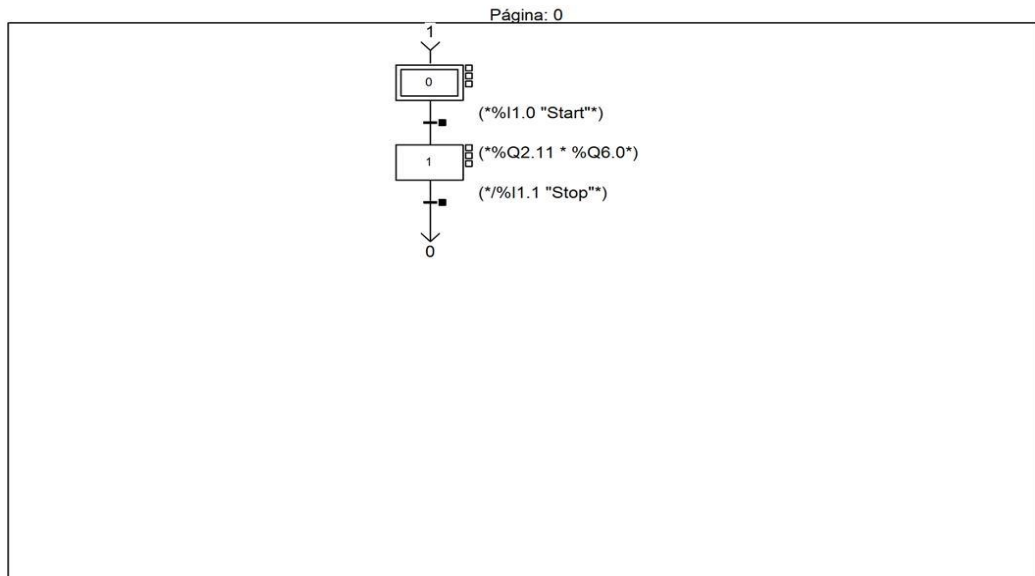 Página: 0
1
0
(*%I1.0 "Start"*)
1
(*%Q2.11 * %Q6.0*)
(*/%I1.1 "Stop"*)
0